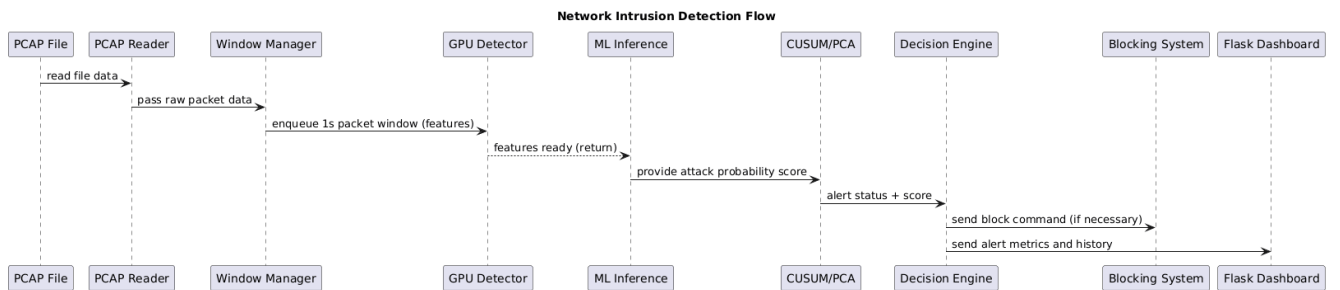 Network Intrusion Detection Flow
PCAP File PCAP Reader Window Manager GPU Detector ML Inference CUSUM/PCA Decision Engine Blocking System Flask Dashboard
read file data
pass raw packet data
enqueue 1s packet window (features)
features ready (return)
provide attack probability score
alert status + score
send block command (if necessary)
send alert metrics and history
PCAP File PCAP Reader Window Manager GPU Detector ML Inference CUSUM/PCA Decision Engine Blocking System Flask Dashboard